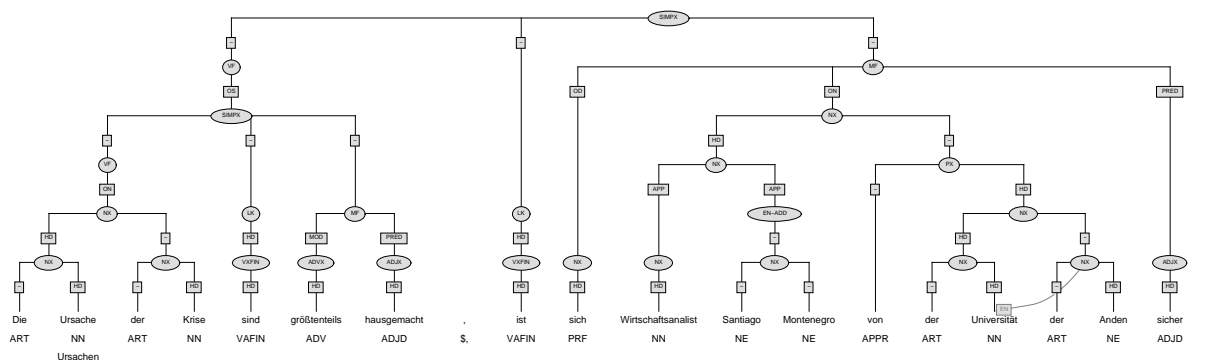 SIMPX
– – –
VF MF
OS OD ON PRED
SIMPX NX
– – – HD –
VF NX PX
ON APP APP – HD
NX LK MF LK EN–ADD NX
HD – HD MOD PRED HD – HD –
NX NX VXFIN ADVX ADJX VXFIN NX NX NX NX NX ADJX
– HD – HD HD HD HD HD HD HD – – – HD – HD HD
EN
Die Ursache der Krise sind größtenteils hausgemacht , ist sich Wirtschaftsanalist Santiago Montenegro von der Universität der Anden sicher
ART NN ART NN VAFIN ADV ADJD $, VAFIN PRF NN NE NE APPR ART NN ART NE ADJD
Ursachen